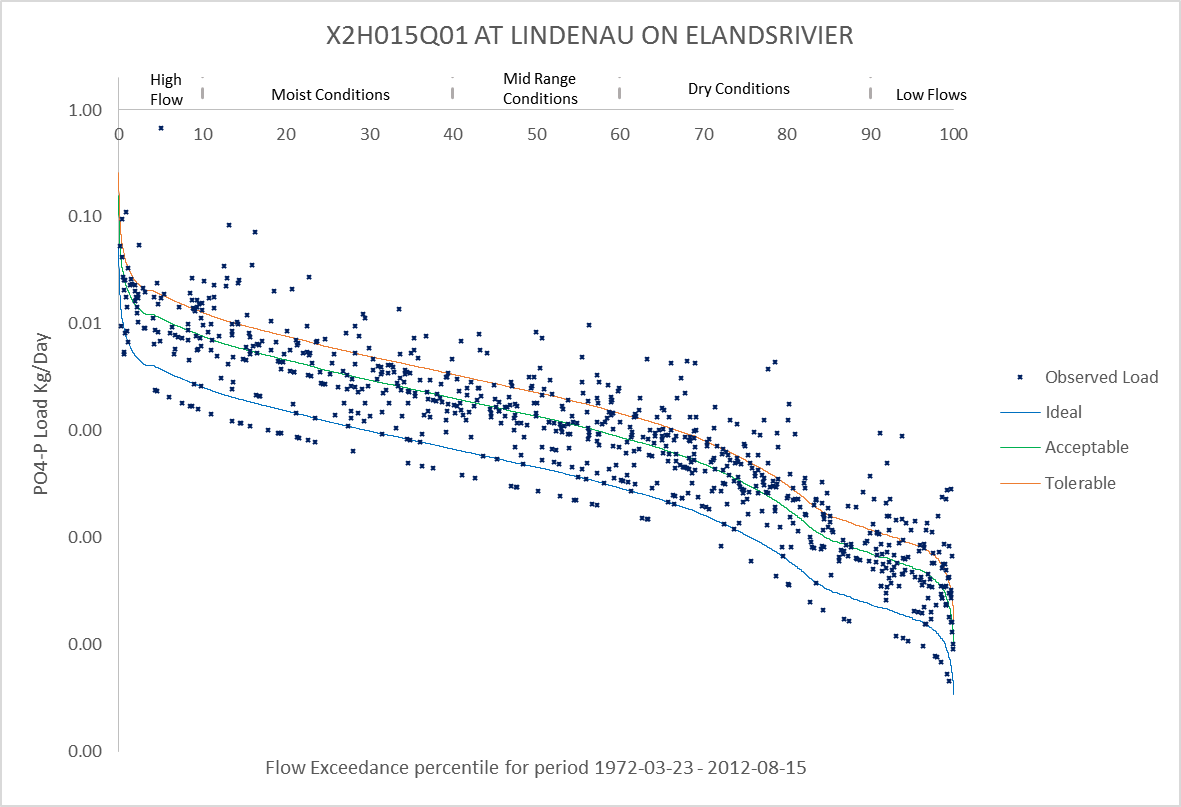 X2H015Q01 AT LINDENAU ON ELANDSRIVIER
High
Flow
Moist Conditions
Mid Range
Conditions
Dry Conditions
Low Flows
1.00
0 10 20 30 40 50 60 70 80 90 100
0.10
0.01
0.00
0.00
0.00
0.00
PO4-P Load Kg/Day
Observed Load
Ideal
Acceptable
Tolerable
Flow Exceedance percentile for period 1972-03-23 - 2012-08-15